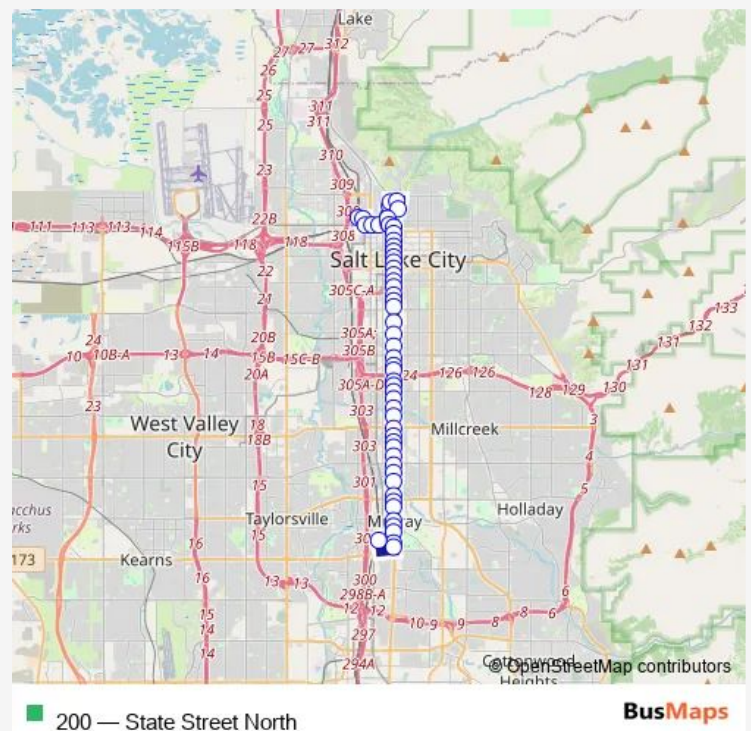 Lake
27 27 312
26
25
311
311
25
310
23
309
22B
308
111 113 113 114
115B
118 118
22
Salt Lake City
21
305C-A
133
132
131
24
20B
305A;
305B
10 10B-A 13 14
15B 15C-B
20A
24 126 126
131
130
128 129
305A-D
23
303
3
West Valley
City
18
18B
Millcreek
303
4
5
15
301
Taylorsville
Murray
Holladay
173
Kearns
16
15
300
298B-A
6
16
13 13
12 12
10 9 9 8 8 6
15
14
14
297
294A
Cottonwood
Heights
© OpenStreetMap contributors
200 — State Street North
BusMaps